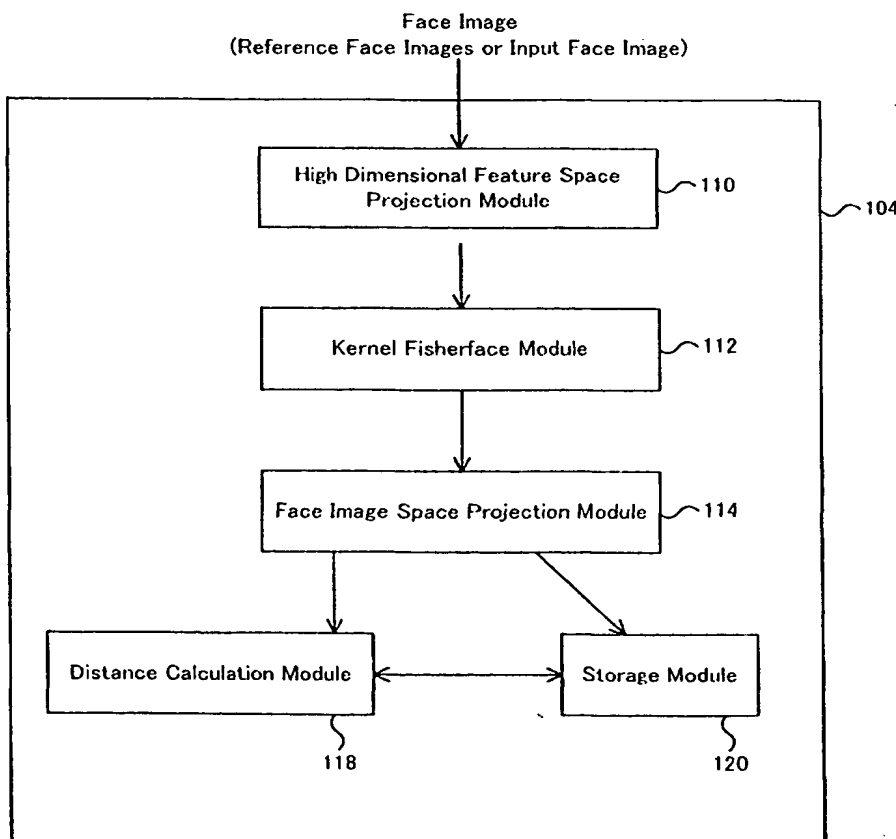 Face Image
(Reference Face Images or Input Face Image)
High Dimensional Feature Space
Projection Module
110
104
Kernel Fisherface Module
112
Face Image Space Projection Module
114
Distance Calculation Module
Storage Module
118
120